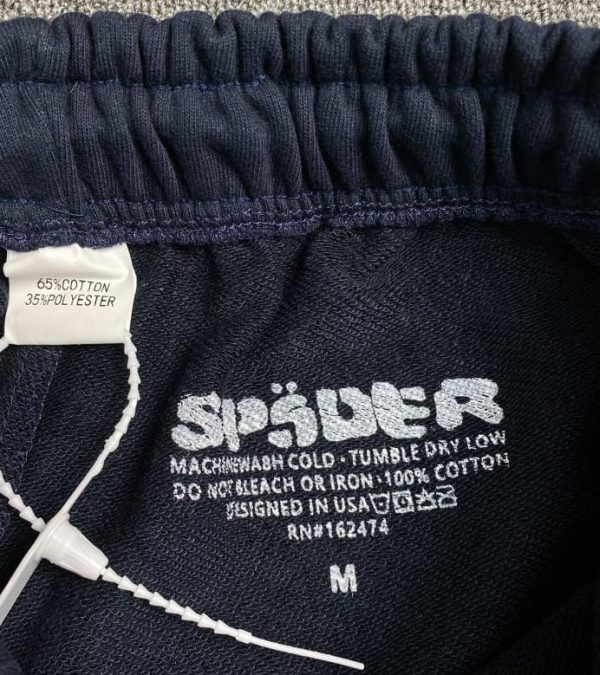 65%COTTON
35%POLYESTER
SPÄDER
MACHINEWASH COLD · TUMBLE DRY LOW
DO NOT BLEACH OR IRON · 100% COTTON
DESIGNED IN USA
RN#162474
M